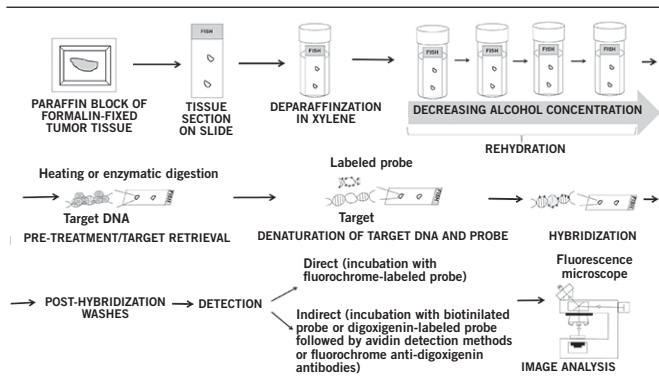 FISH
FISH
FISH
FISH
FISH
FISH
PARAFFIN BLOCK OF
FORMALIN-FIXED
TUMOR TISSUE
TISSUE
SECTION
ON SLIDE
DEPARAFFINZATION
IN XYLENE
DECREASING ALCOHOL CONCENTRATION
REHYDRATION
Heating or enzymatic digestion
Labeled probe
FISH
FISH
FISH
Target DNA
Target
PRE-TREATMENT/TARGET RETRIEVAL
DENATURATION OF TARGET DNA AND PROBE
HYBRIDIZATION
Direct (incubation with
fluorochrome-labeled probe)
Fluorescence
microscope
POST-HYBRIDIZATION
WASHES
DETECTION
Indirect (incubation with biotinilated
probe or digoxigenin-labeled probe
followed by avidin detection methods
or fluorochrome anti-digoxigenin
antibodies)
IMAGE ANALYSIS